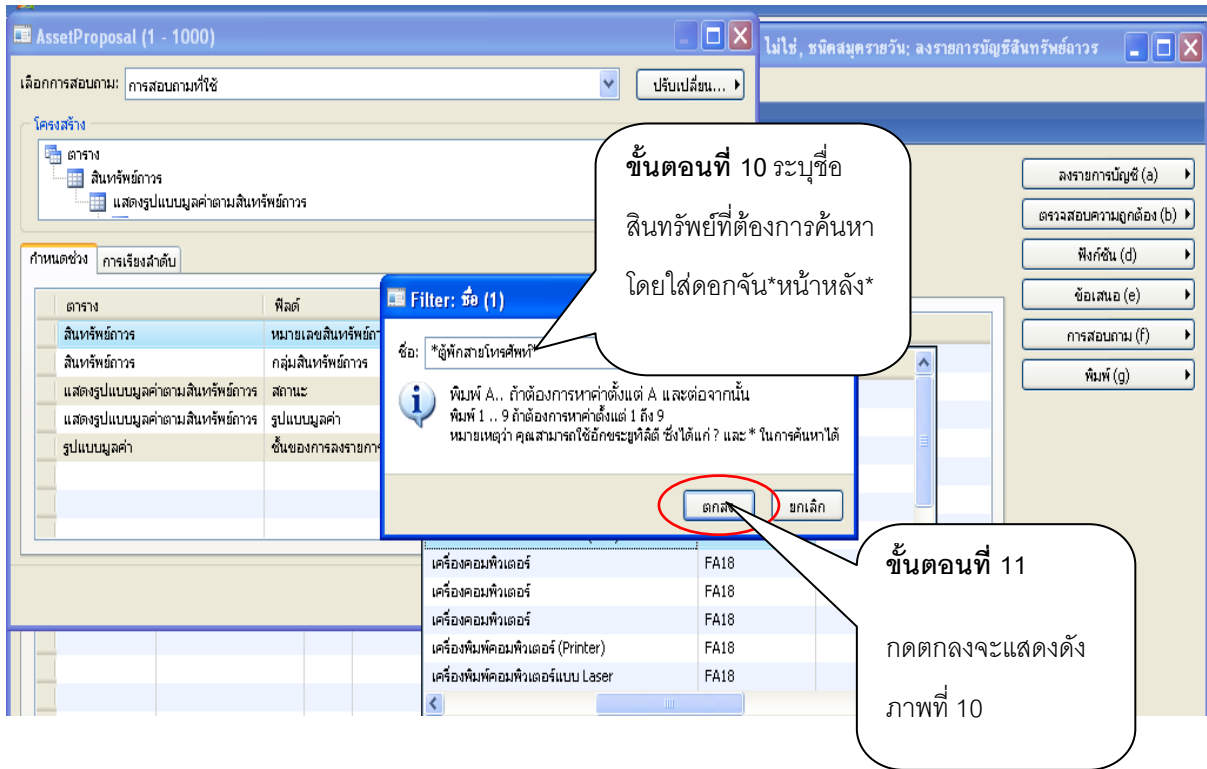 AssetProposal (1 - 1000)
ไม่ใช่, ชนิดสมุดรายวัน: ลงรายการบัญชีสินทรัพย์ถาวร
เลือกการสอบถาม: การสอบถามที่ใช้
ปรับเปลี่ยน...
โครงสร้าง
ตาราง
สินทรัพย์ถาวร
แสดงรูปแบบมูลค่าตามสินทรัพย์ถาวร
กำหนดช่วง การเรียงลำดับ
ตาราง ฟิลด์
สินทรัพย์ถาวร หมายเลขสินทรัพย์ถา
สินทรัพย์ถาวร กลุ่มสินทรัพย์ถาวร
แสดงรูปแบบมูลค่าตามสินทรัพย์ถาวร สถานะ
แสดงรูปแบบมูลค่าตามสินทรัพย์ถาวร รูปแบบมูลค่า
รูปแบบมูลค่า ชั้นของการลงรายการ
ขั้นตอนที่ 10 ระบุชื่อ
สินทรัพย์ที่ต้องการค้นหา
โดยใส่ดอกจัน*หน้าหลัง*
ลงรายการบัญชี (a)
ตรวจสอบความถูกต้อง (b)
ฟังก์ชัน (d)
ข้อเสนอ (e)
การสอบถาม (f)
พิมพ์ (g)
Filter: ชื่อ (1)
ชื่อ: *ตู้พักสายโทรศัพท์*
พิมพ์ A.. ถ้าต้องการหาค่าตั้งแต่ A และต่อจากนั้น
พิมพ์ 1 .. 9 ถ้าต้องการหาค่าตั้งแต่ 1 ถึง 9
หมายเหตุว่า คุณสามารถใช้อักขระยูทิลิตี ซึ่งได้แก่ ? และ * ในการค้นหาได้
ตกลง ยกเลิก
เครื่องคอมพิวเตอร์ FA18
เครื่องคอมพิวเตอร์ FA18
เครื่องคอมพิวเตอร์ FA18
เครื่องพิมพ์คอมพิวเตอร์ (Printer) FA18
เครื่องพิมพ์คอมพิวเตอร์แบบ Laser FA18
ขั้นตอนที่ 11
กดตกลงจะแสดงดัง
ภาพที่ 10